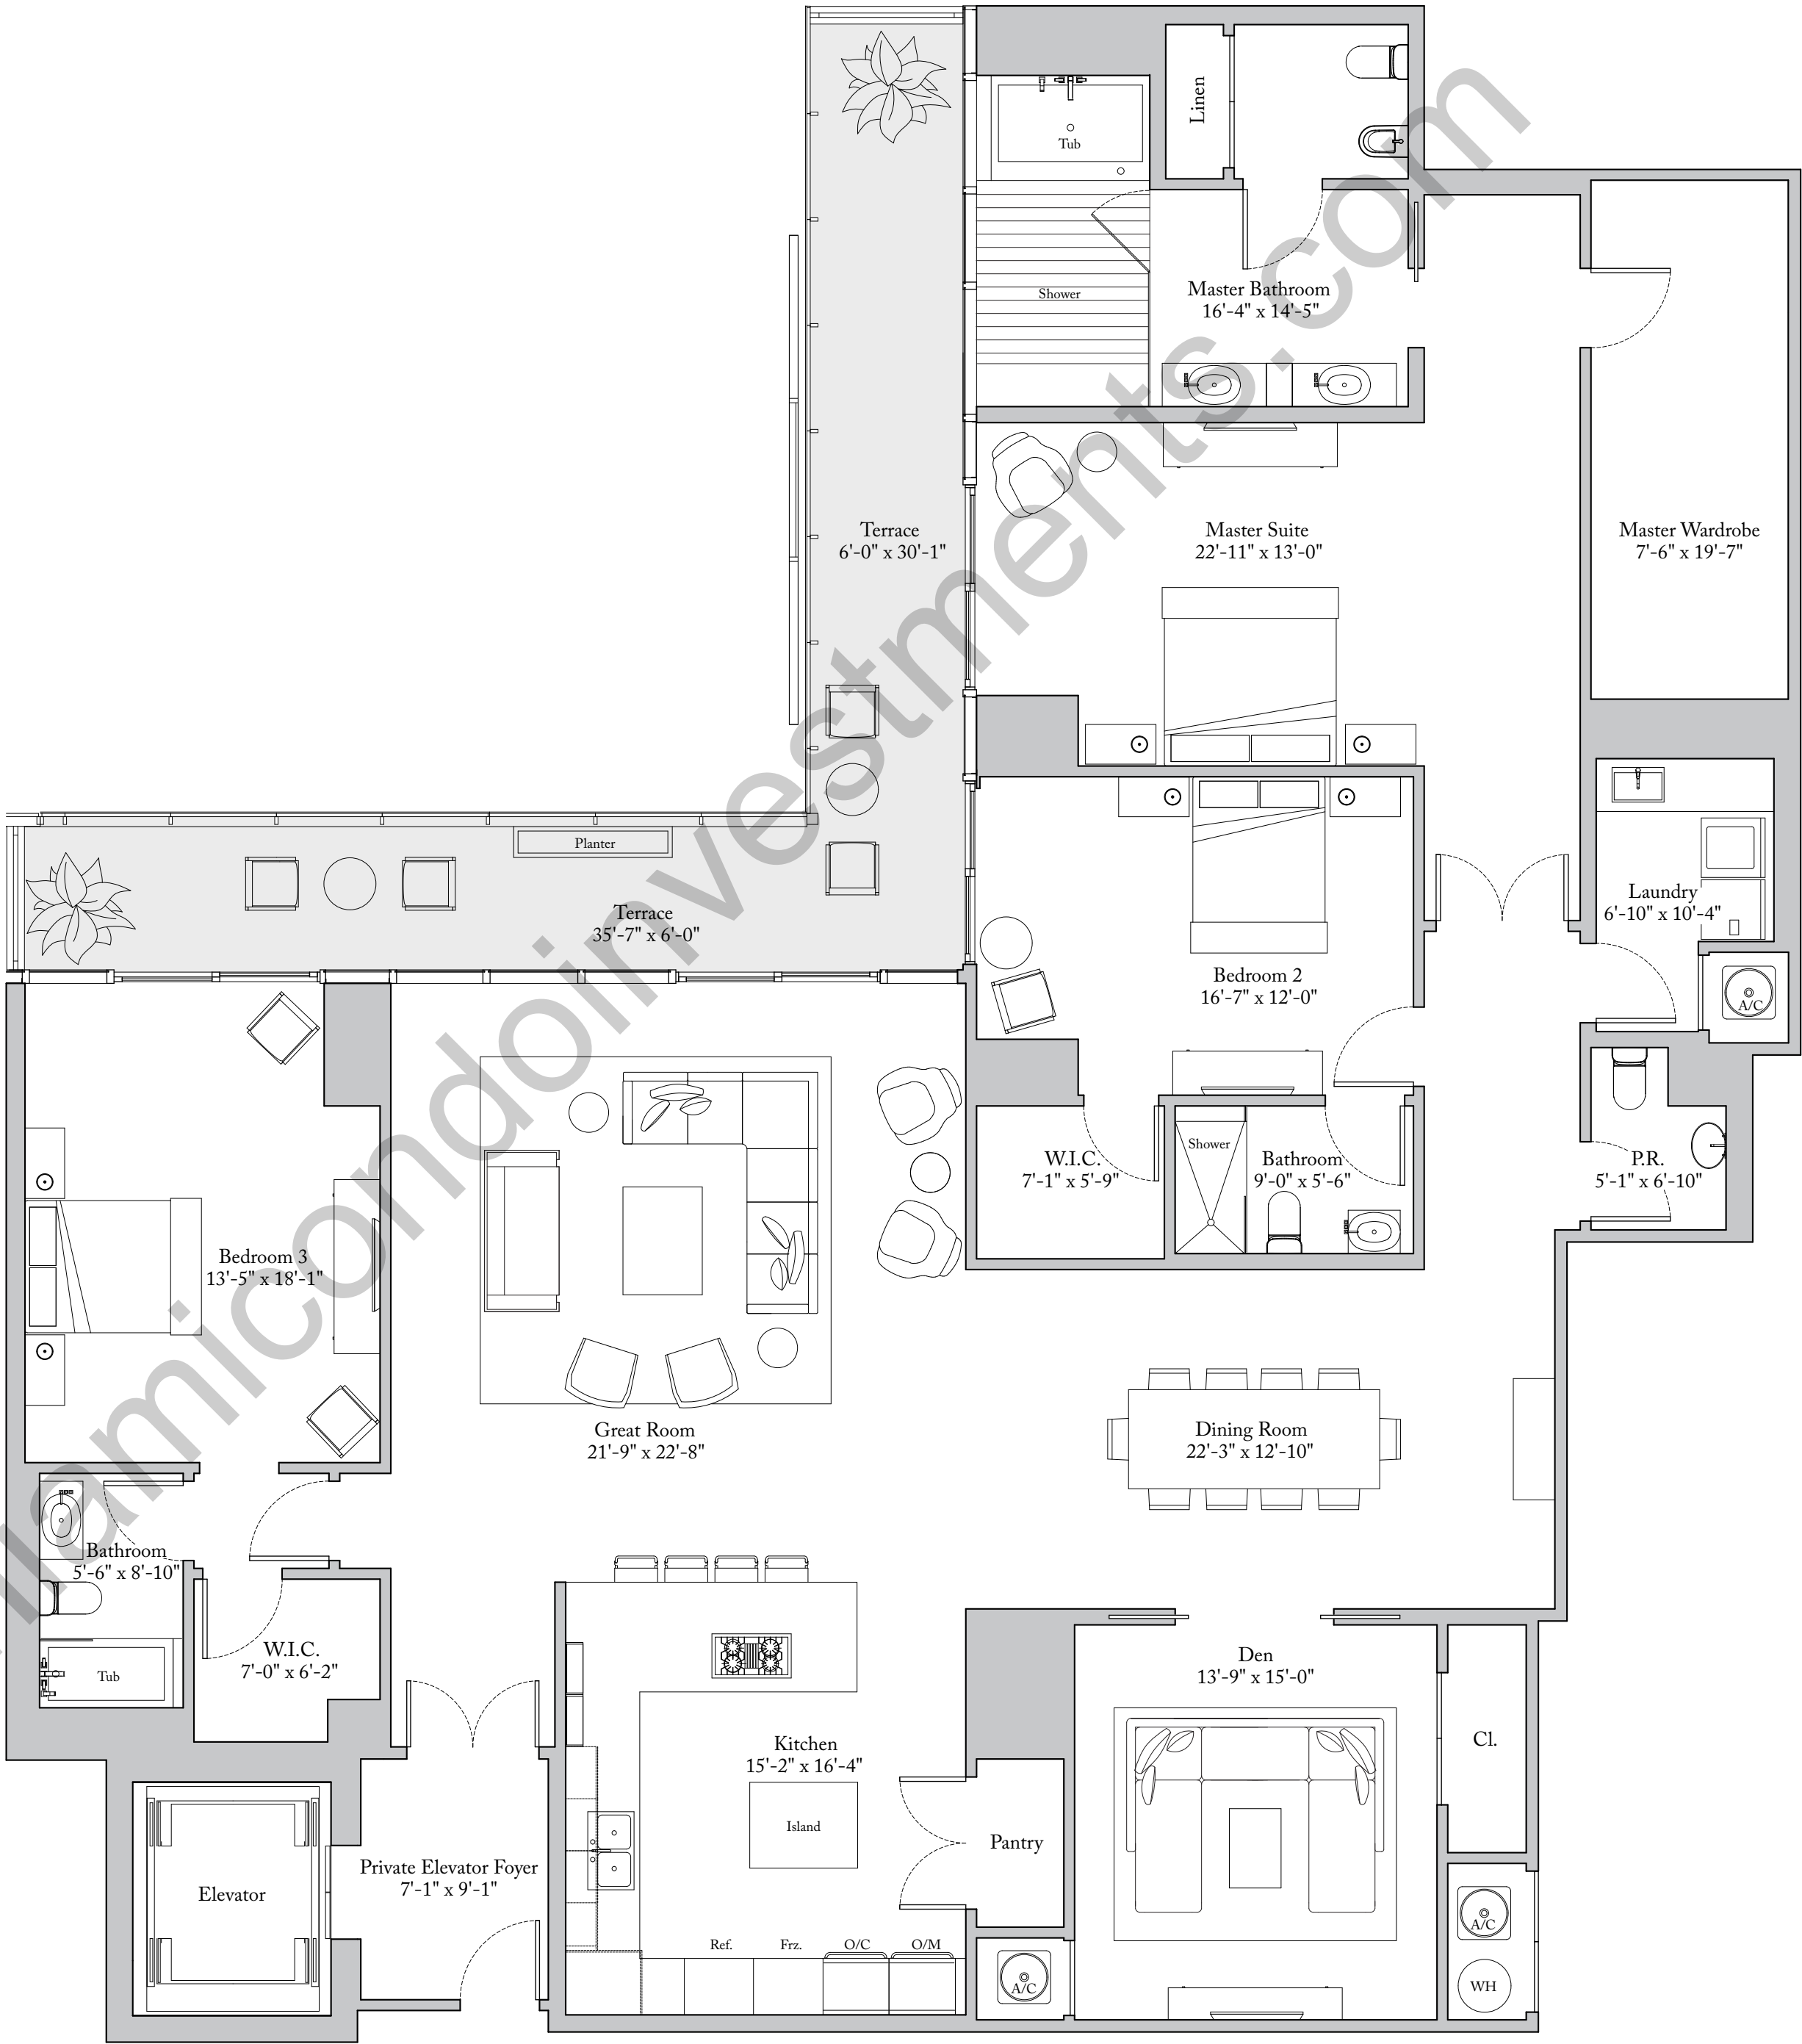 Linen
Tub
Shower
Master Bathroom
16'-4" x 14'-5"
Terrace
6'-0" x 30'-1"
Master Suite
22'-11" x 13'-0"
Master Wardrobe
7'-6" x 19'-7"
Planter
Terrace
35'-7" x 6'-0"
Laundry
6'-10" x 10'-4"
Bedroom 2
16'-7" x 12'-0"
A/C
W.I.C.
7'-1" x 5'-9"
Shower
Bathroom
9'-0" x 5'-6"
P.R.
5'-1" x 6'-10"
Bedroom 3
13'-5" x 18'-1"
Great Room
21'-9" x 22'-8"
Dining Room
22'-3" x 12'-10"
Bathroom
5'-6" x 8'-10"
Tub
W.I.C.
7'-0" x 6'-2"
Den
13'-9" x 15'-0"
Kitchen
15'-2" x 16'-4"
Island
Pantry
Cl.
Private Elevator Foyer
7'-1" x 9'-1"
Elevator
Ref.
Frz.
O/C
O/M
A/C
A/C
WH
iamicondoinvestments.com